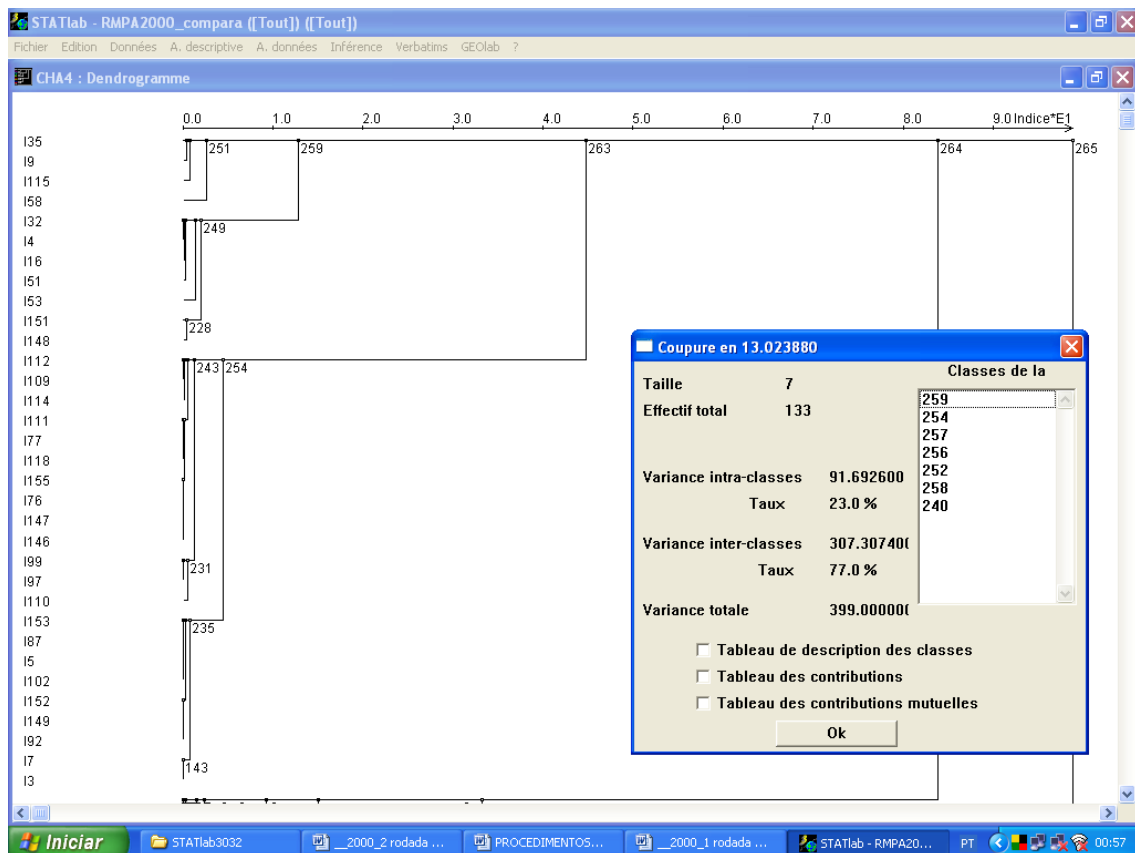 STATlab - RMPA2000_compara ([Tout]) ([Tout])
Fichier Edition Données A. descriptive A. données Inférence Verbatims GEOlab ?
CHA4 : Dendrogramme
0.0 1.0 2.0 3.0 4.0 5.0 6.0 7.0 8.0 9.0 Indice*E1
I35
251 259 263 264 265
I9
I115
I58
I32
249
I4
I16
I51
I53
I151
228
I148
I112
243 254
I109
I114
I111
I77
I118
I155
I76
I147
I146
I99
231
I97
I110
I153
235
I87
I5
I102
I152
I149
I92
I7
143
I3
Coupure en 13.023880
Classes de la
Taille 7
Effectif total 133
259
254
257
256
252
258
240
Variance intra-classes 91.692600
Taux 23.0 %
Variance inter-classes 307.307400
Taux 77.0 %
Variance totale 399.000000
Tableau de description des classes
Tableau des contributions
Tableau des contributions mutuelles
Ok
Iniciar STATlab3032 __2000_2 rodada ... PROCEDIMENTOS... __2000_1 rodada ... STATlab - RMPA20... PT 00:57